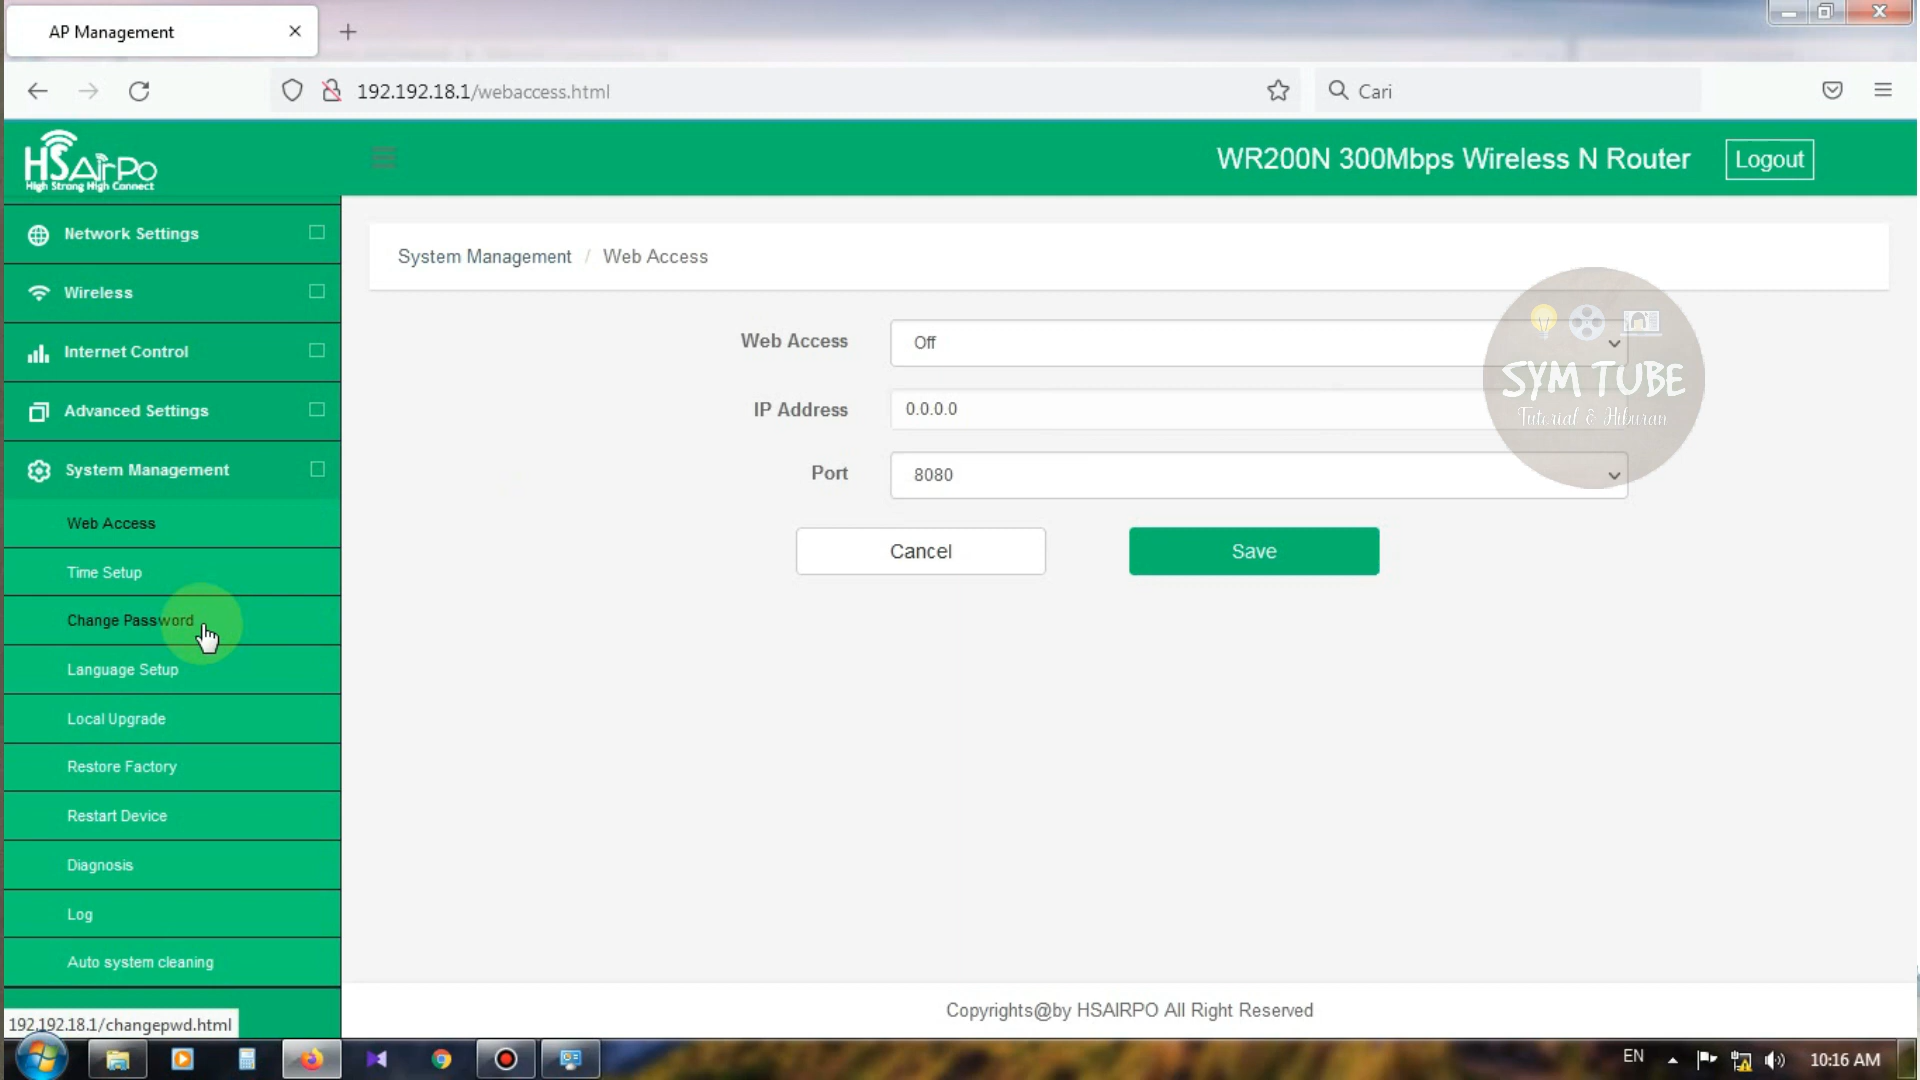 AP Management
192.192.18.1/webaccess.html
Cari
HSAirPo
High Strong High Connect
WR200N 300Mbps Wireless N Router
Logout
Network Settings
Wireless
Internet Control
Advanced Settings
System Management
Web Access
Time Setup
Change Password
Language Setup
Local Upgrade
Restore Factory
Restart Device
Diagnosis
Log
Auto system cleaning
System Management / Web Access
Web Access Off
IP Address 0.0.0.0
Port 8080
Cancel Save
SYM TUBE
Tutorial & Hiburan
Copyrights@by HSAIRPO All Right Reserved
192.192.18.1/changepwd.html
EN
10:16 AM